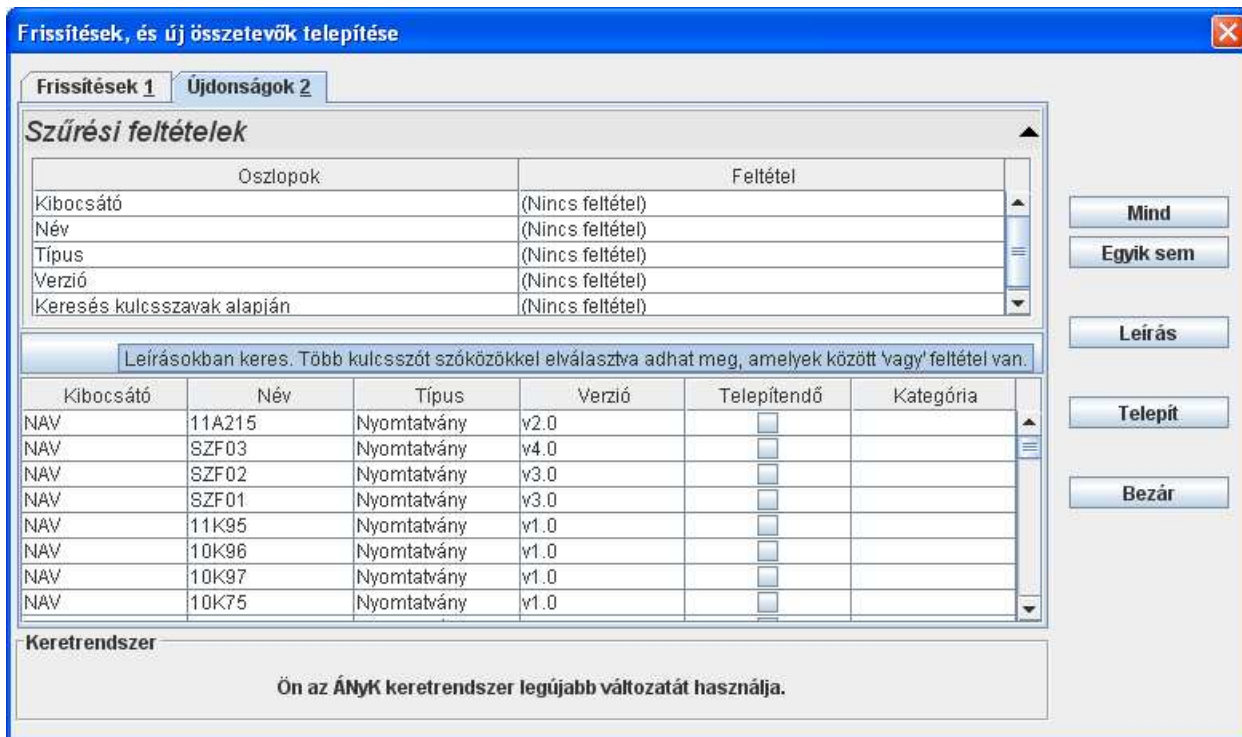 Frissítések, és új összetevők telepítése
Frissítések 1 Újdonságok 2
Szűrési feltételek
Oszlopok Feltétel
Kibocsátó (Nincs feltétel)
Név (Nincs feltétel)
Típus (Nincs feltétel)
Verzió (Nincs feltétel)
Keresés kulcsszavak alapján (Nincs feltétel)
Leírásokban keres. Több kulcsszót szóközökkel elválasztva adhat meg, amelyek között 'vagy' feltétel van.
Kibocsátó Név Típus Verzió Telepítendő Kategória
NAV 11A215 Nyomtatvány v2.0
NAV SZF03 Nyomtatvány v4.0
NAV SZF02 Nyomtatvány v3.0
NAV SZF01 Nyomtatvány v3.0
NAV 11K95 Nyomtatvány v1.0
NAV 10K96 Nyomtatvány v1.0
NAV 10K97 Nyomtatvány v1.0
NAV 10K75 Nyomtatvány v1.0
Keretrendszer
Ön az ÁNyK keretrendszer legújabb változatát használja.
Mind
Egyik sem
Leírás
Telepít
Bezár